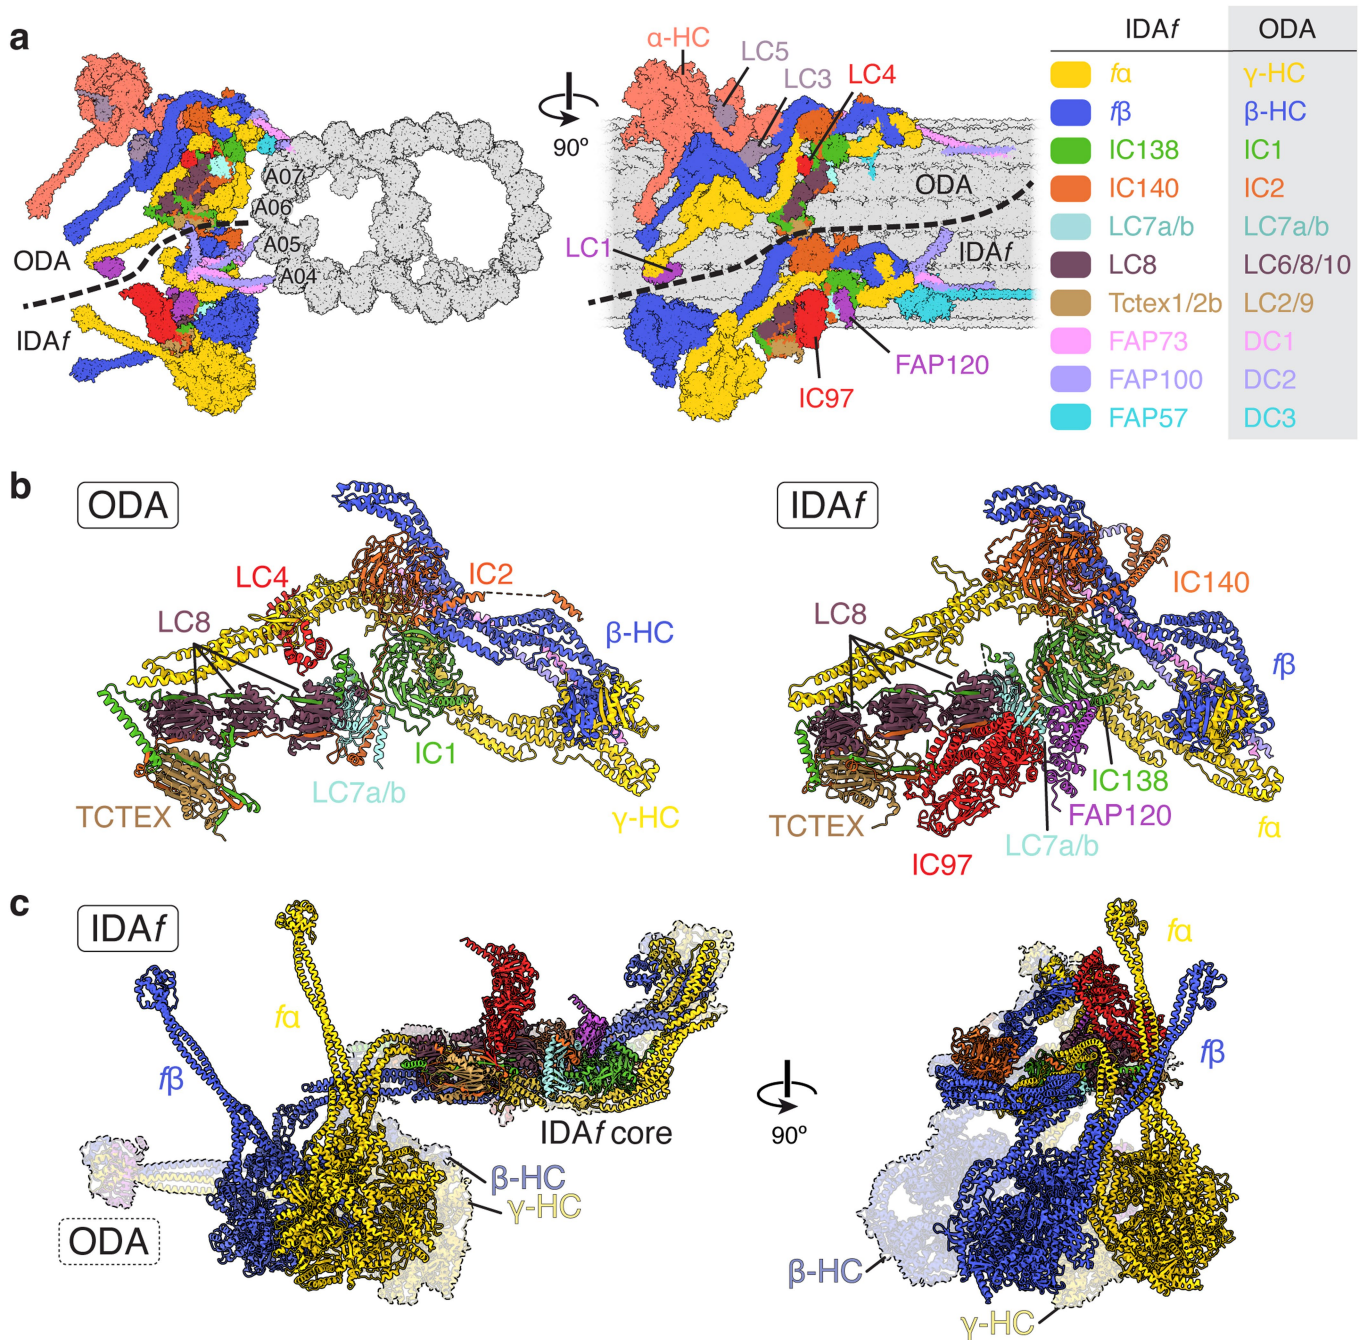 a
α-HC
LC5
LC3
LC4
90°
A07
A06
A05
A04
ODA
IDAf
ODA
IDAf
LC1
FAP120
IC97
IDAf ODA
fα γ-HC
fβ β-HC
IC138 IC1
IC140 IC2
LC7a/b LC7a/b
LC8 LC6/8/10
Tctex1/2b LC2/9
FAP73 DC1
FAP100 DC2
FAP57 DC3
b
ODA
LC4
IC2
LC8
β-HC
IC1
LC7a/b
TCTEX
γ-HC
IDAf
IC140
LC8
fβ
IC138
FAP120
TCTEX
LC7a/b
IC97
fα
c
IDAf
fα
fβ
IDAf core
β-HC
γ-HC
ODA
90°
fα
fβ
β-HC
γ-HC